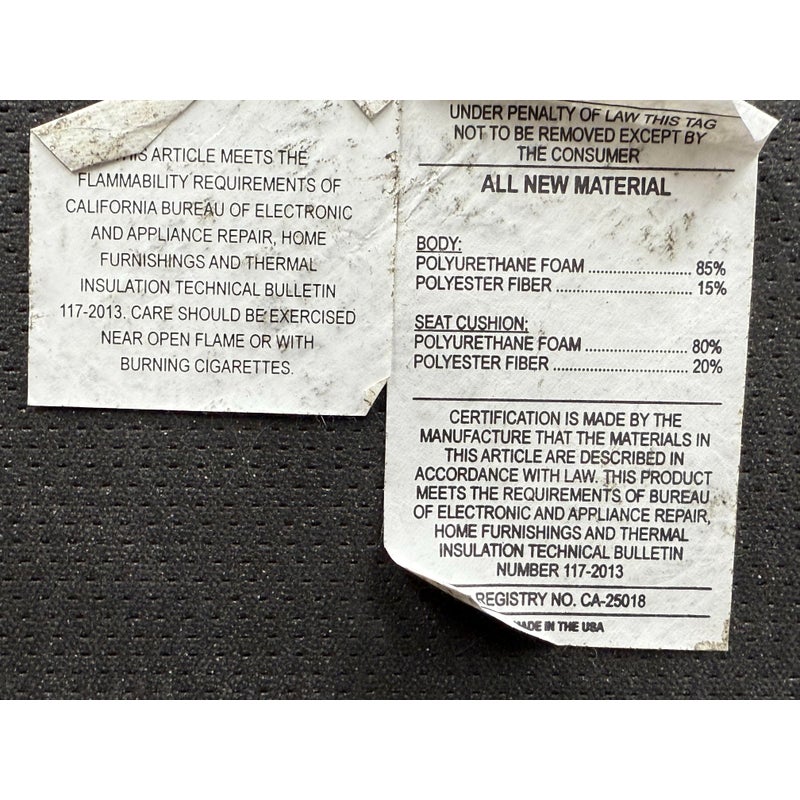 THIS ARTICLE MEETS THE
FLAMMABILITY REQUIREMENTS OF
CALIFORNIA BUREAU OF ELECTRONIC
AND APPLIANCE REPAIR, HOME
FURNISHINGS AND THERMAL
INSULATION TECHNICAL BULLETIN
117-2013. CARE SHOULD BE EXERCISED
NEAR OPEN FLAME OR WITH
BURNING CIGARETTES.
UNDER PENALTY OF LAW THIS TAG
NOT TO BE REMOVED EXCEPT BY
THE CONSUMER
ALL NEW MATERIAL
BODY:
POLYURETHANE FOAM ........................ 85%
POLYESTER FIBER ................................ 15%
SEAT CUSHION:
POLYURETHANE FOAM ........................ 80%
POLYESTER FIBER ................................ 20%
CERTIFICATION IS MADE BY THE
MANUFACTURE THAT THE MATERIALS IN
THIS ARTICLE ARE DESCRIBED IN
ACCORDANCE WITH LAW. THIS PRODUCT
MEETS THE REQUIREMENTS OF BUREAU
OF ELECTRONIC AND APPLIANCE REPAIR,
HOME FURNISHINGS AND THERMAL
INSULATION TECHNICAL BULLETIN
NUMBER 117-2013
REGISTRY NO. CA-25018
MADE IN THE USA